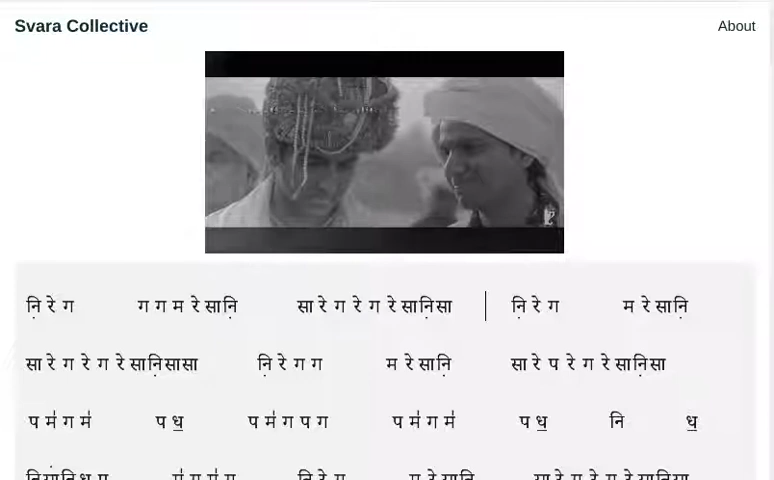 Svara Collective About
नि़ रे ग ग ग म रे सानि़ सा रे ग रे ग रे सानि़सा | नि़ रे ग म रे सानि़
सा रे ग रे ग रे सानि़सासा नि़ रे ग ग म रे सानि़ सा रे प रे ग रे सानि़सा
प म॑ ग म॑ प ध॒ प म॑ ग प ग प म॑ ग म॑ प ध॒ नि ध॒